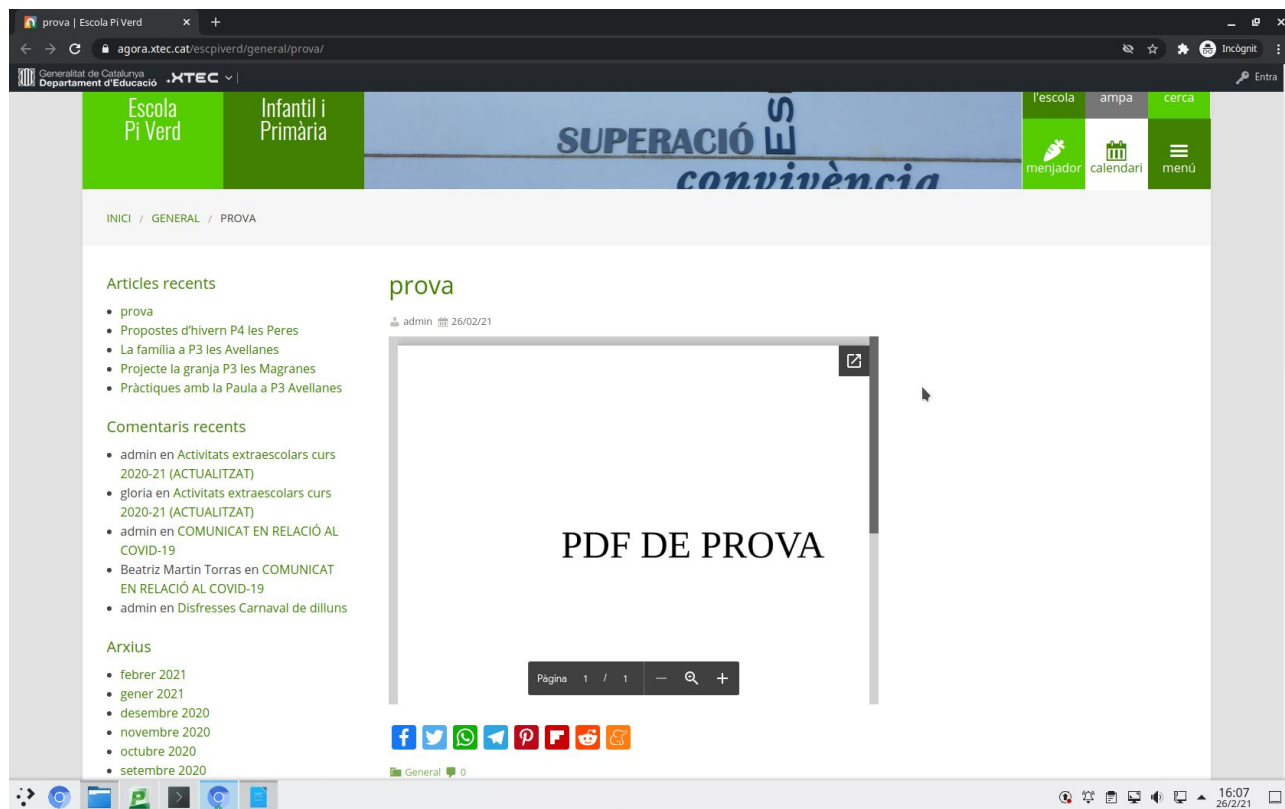 prova | Escola Pi Verd
agora.xtec.cat/escpiverd/general/prova/
Incògnit
Generalitat de Catalunya
Departament d'Educació
.XTEC
Entra
Escola
Pi Verd
Infantil i
Primària
SUPERACIÓ
convivència
l'escola
ampa
cerca
menjador
calendari
menú
INICI / GENERAL / PROVA
Articles recents
prova
Propostes d'hivern P4 les Peres
La família a P3 les Avellanes
Projecte la granja P3 les Magranes
Pràctiques amb la Paula a P3 Avellanes
Comentaris recents
admin en Activitats extraescolars curs
2020-21 (ACTUALITZAT)
gloria en Activitats extraescolars curs
2020-21 (ACTUALITZAT)
admin en COMUNICAT EN RELACIÓ AL
COVID-19
Beatriz Martin Torras en COMUNICAT
EN RELACIÓ AL COVID-19
admin en Disfresses Carnaval de dilluns
Arxius
febrer 2021
gener 2021
desembre 2020
novembre 2020
octubre 2020
setembre 2020
prova
admin 26/02/21
PDF DE PROVA
Pàgina 1 / 1
General 0
16:07
26/2/21